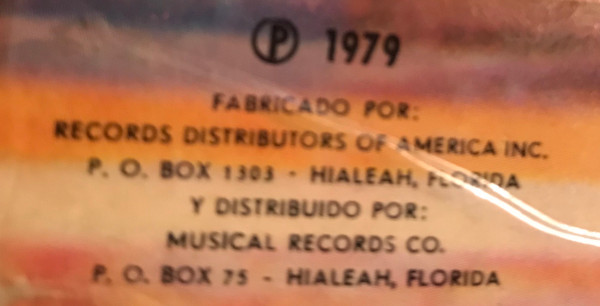 ℗ 1979
FABRICADO POR:
RECORDS DISTRIBUTORS OF AMERICA INC.
P. O. BOX 1303 - HIALEAH, FLORIDA
Y DISTRIBUIDO POR:
MUSICAL RECORDS CO.
P. O. BOX 75 - HIALEAH, FLORIDA